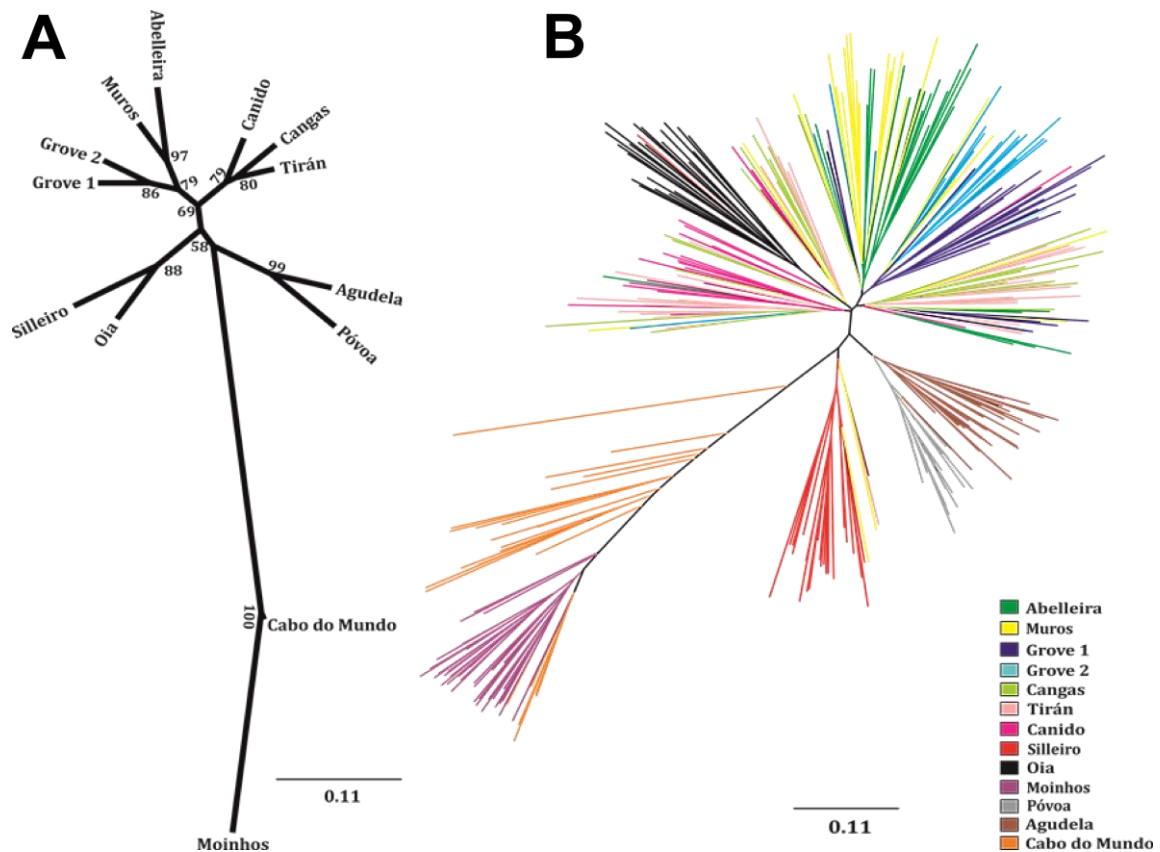 A
B
Abelleira
Muros
Canido
Cangas
Grove 2
Tirán
97
79
79
80
Grove 1
86
69
58
99
88
Agudela
Silleiro
Oia
Póvoa
100
Cabo do Mundo
0.11
Moinhos
0.11
Abelleira
Muros
Grove 1
Grove 2
Cangas
Tirán
Canido
Silleiro
Oia
Moinhos
Póvoa
Agudela
Cabo do Mundo